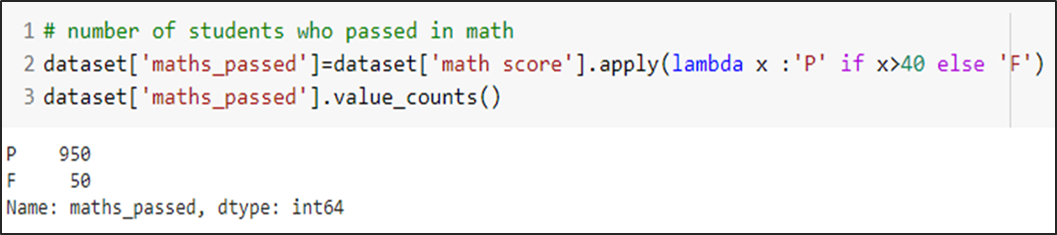 1 # number of students who passed in math
2 dataset['maths_passed']=dataset['math score'].apply(lambda x :'P' if x>40 else 'F')
3 dataset['maths_passed'].value_counts()
P    950
F     50
Name: maths_passed, dtype: int64